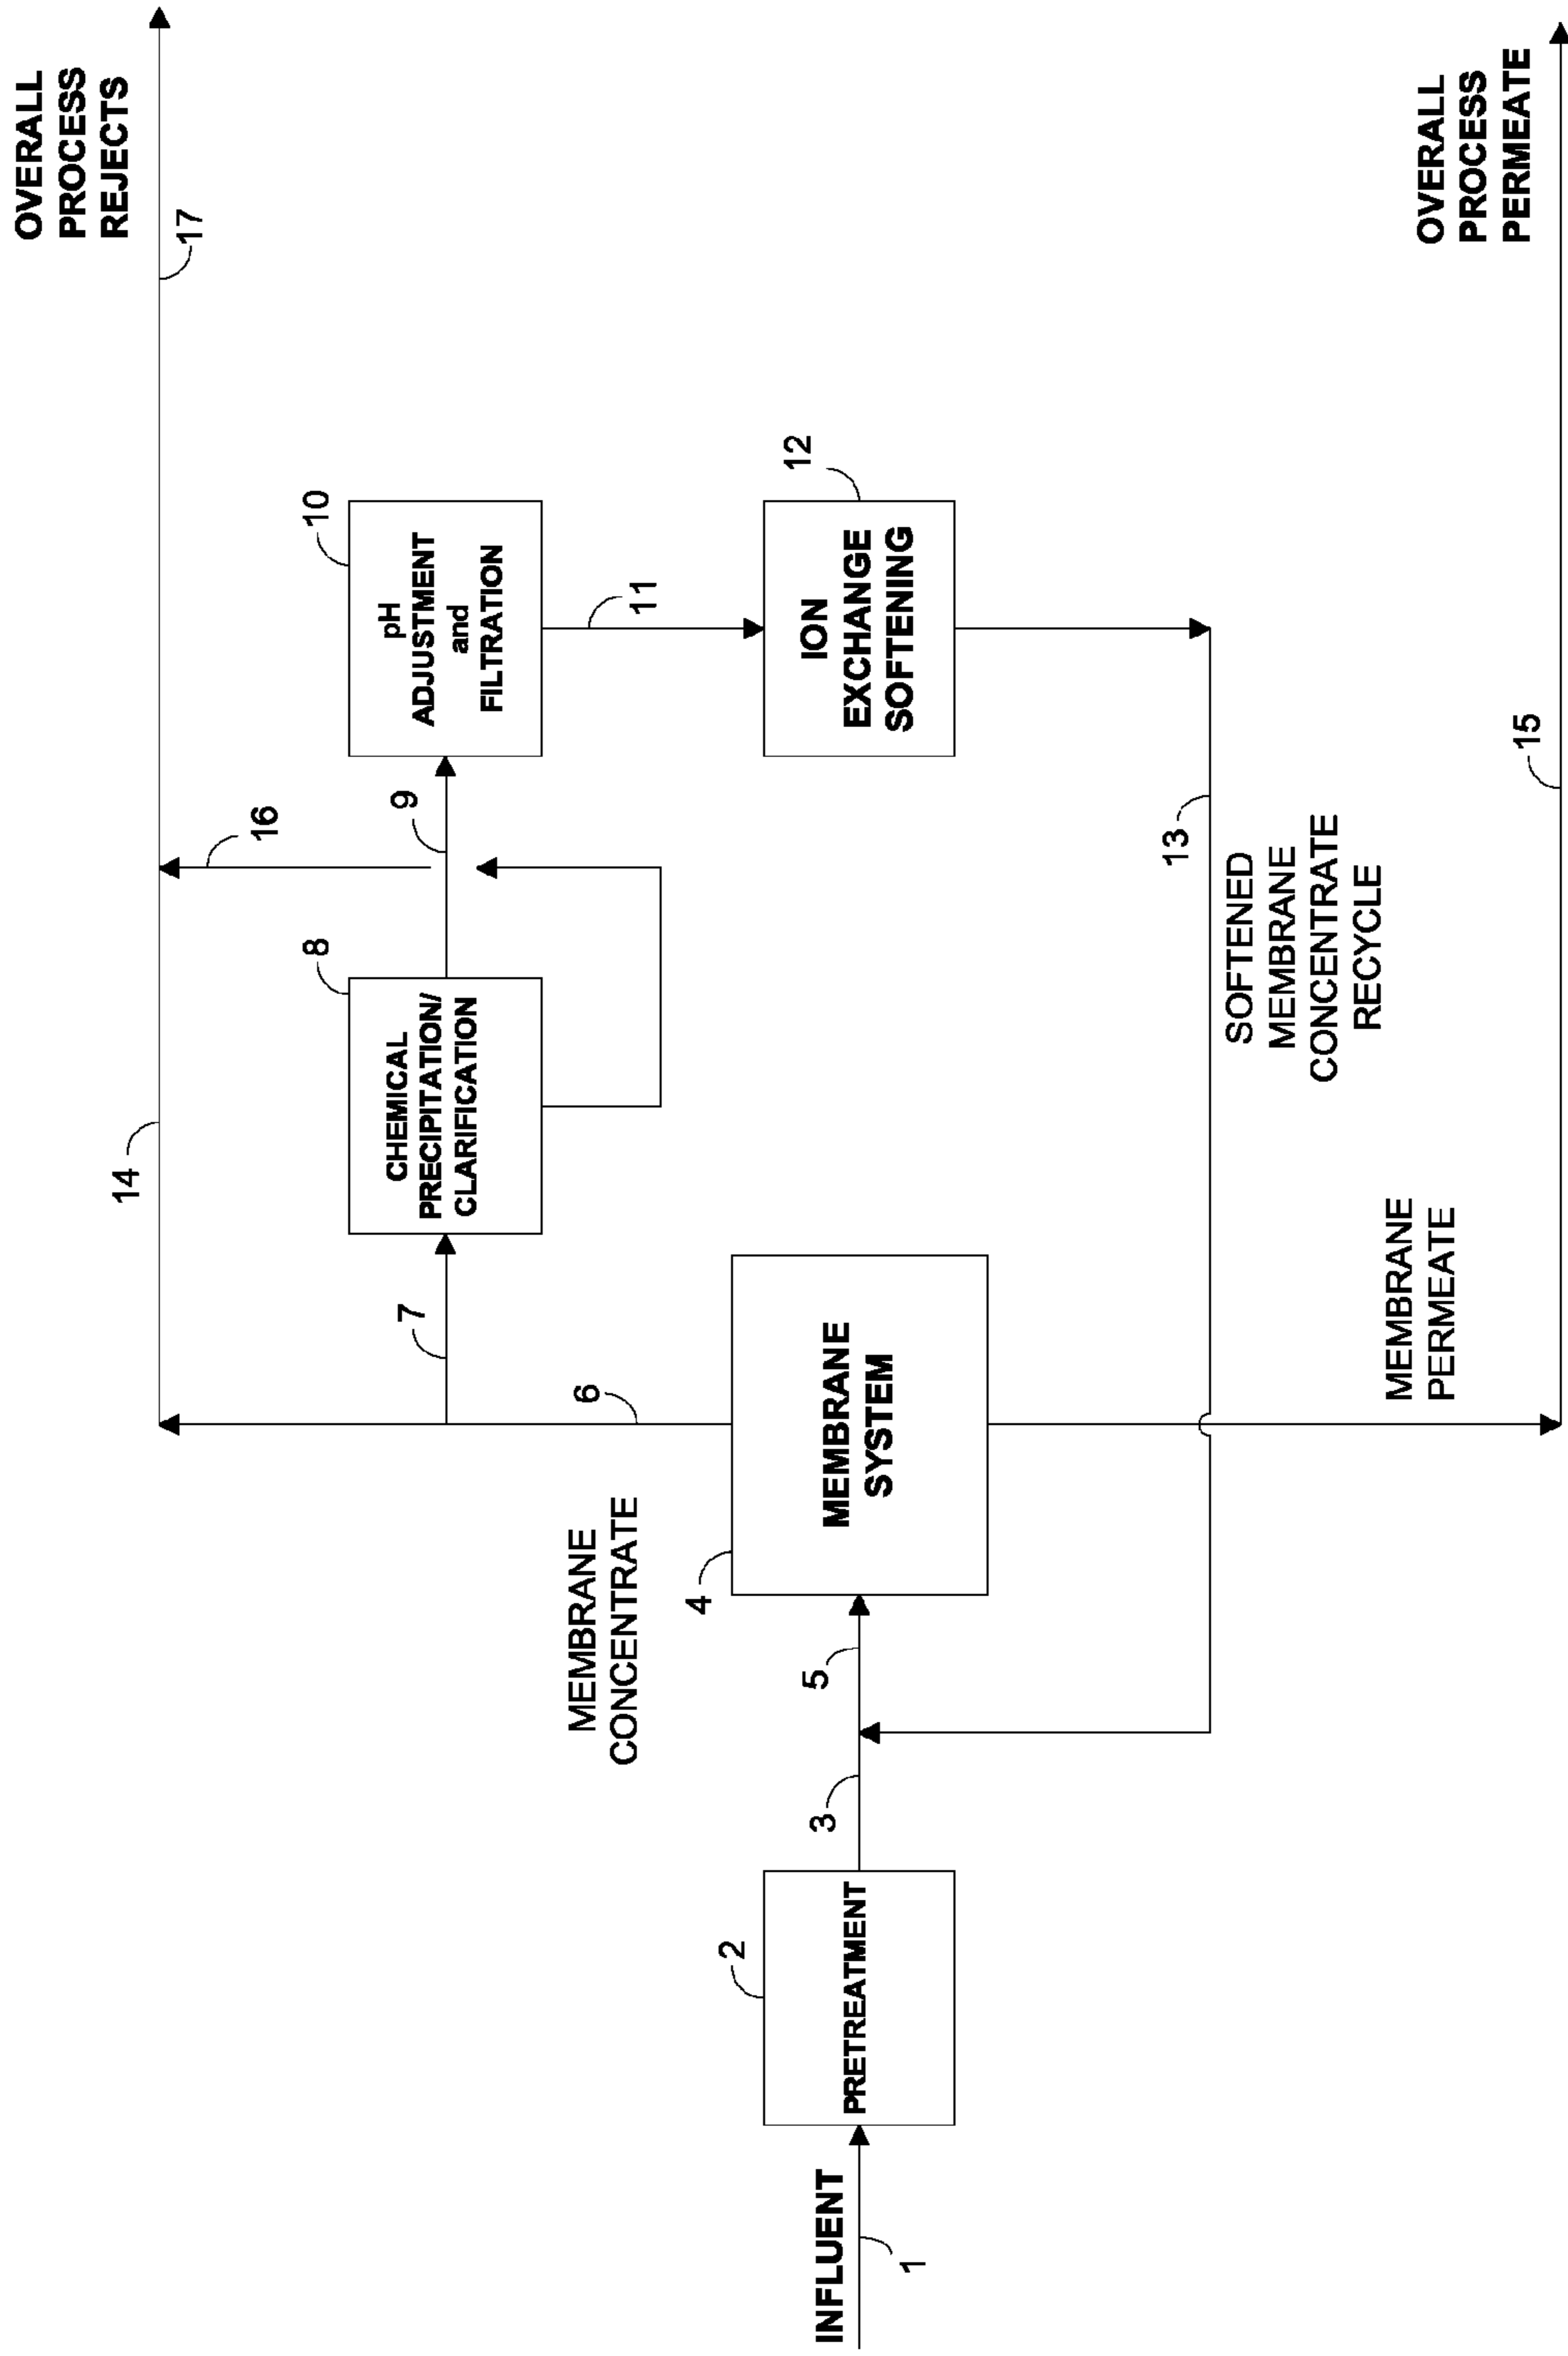 OVERALL
PROCESS
REJECTS
14
17
16
10
8
7
9
CHEMICAL
PRECIPITATION/
CLARIFICATION
pH
ADJUSTMENT
and
FILTRATION
MEMBRANE
CONCENTRATE
6
11
4
12
2
INFLUENT
1
PRETREATMENT
3
5
MEMBRANE
SYSTEM
ION
EXCHANGE
SOFTENING
13
SOFTENED
MEMBRANE
CONCENTRATE
RECYCLE
MEMBRANE
PERMEATE
15
OVERALL
PROCESS
PERMEATE